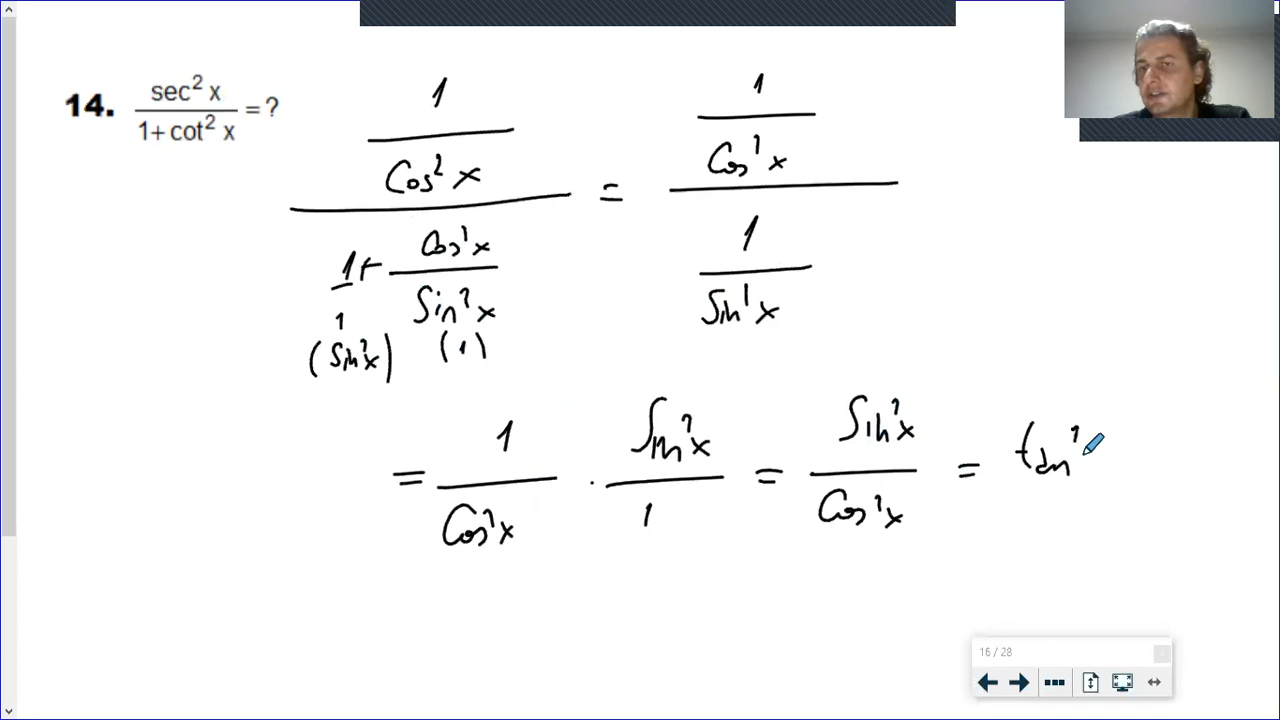 14. sec² x / 1 + cot² x = ?
1 / Cos² x / 1 + Cos² x / Sin² x = 1 / Cos² x / 1 / Sin² x
1
(Sin² x) (1)
= 1 / Cos² x · Sin² x / 1 = Sin² x / Cos² x = tan²
16 / 28